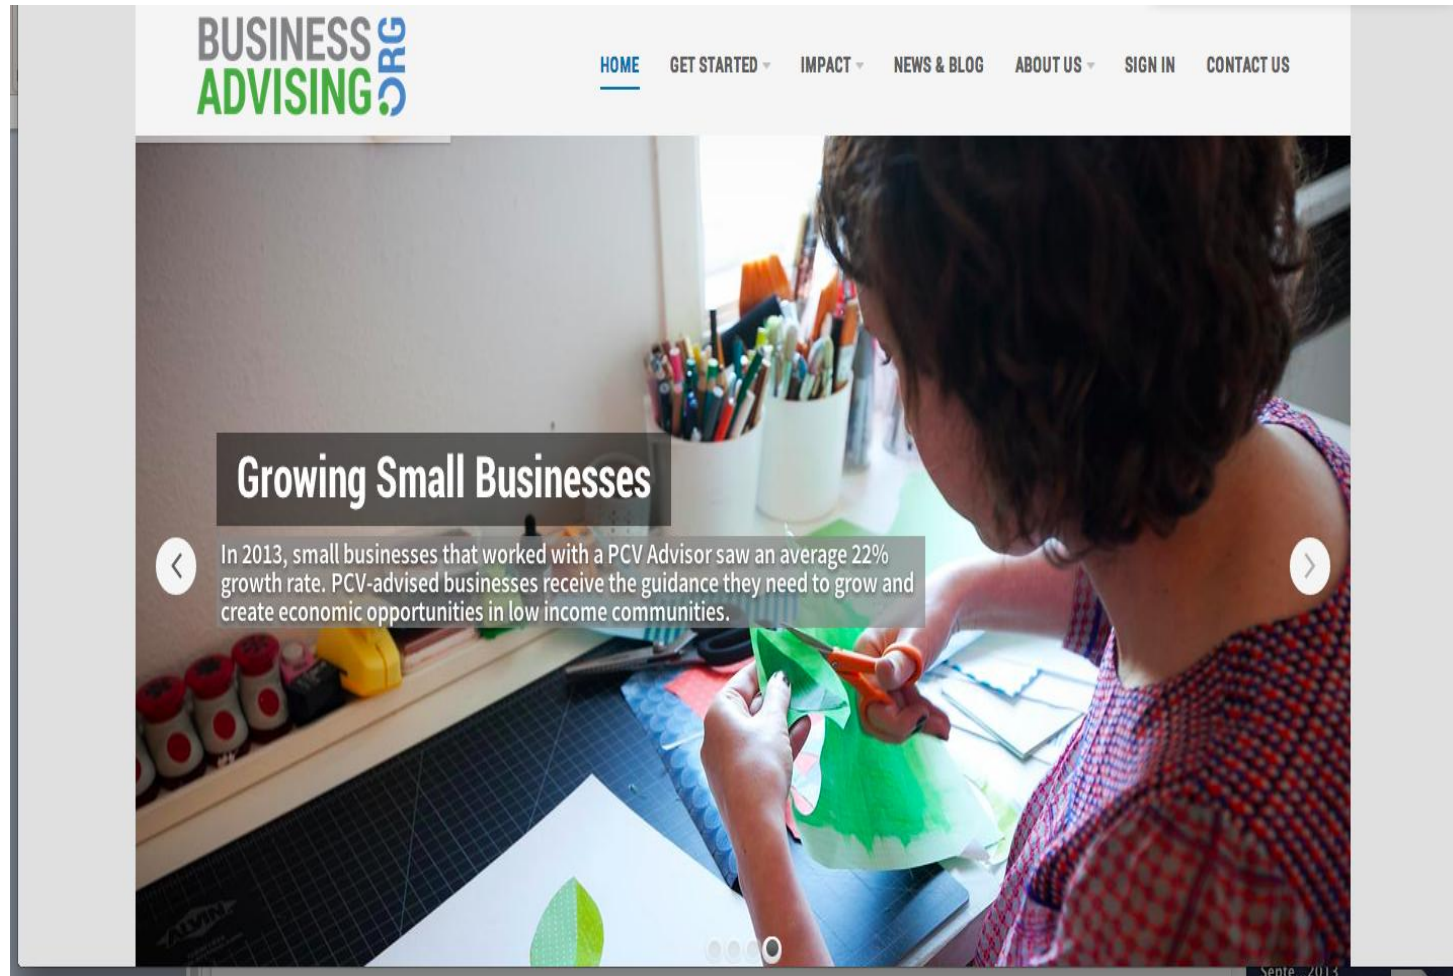 BUSINESS
ADVISING
ORG
HOME GET STARTED IMPACT NEWS & BLOG ABOUT US SIGN IN CONTACT US
Growing Small Businesses
In 2013, small businesses that worked with a PCV Advisor saw an average 22%
growth rate. PCV-advised businesses receive the guidance they need to grow and
create economic opportunities in low income communities.
ALVIN
2013